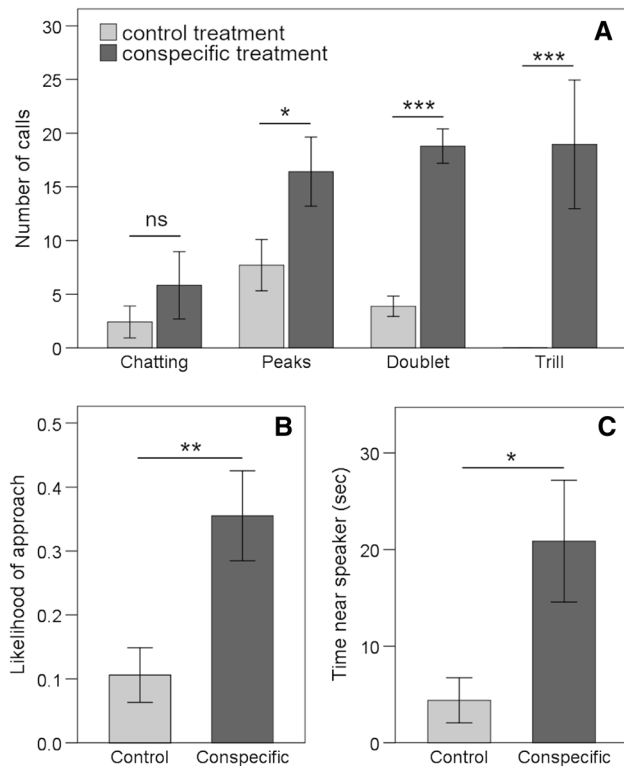 A
control treatment
conspecific treatment
Number of calls
30
25
20
15
10
5
0
ns
*
***
***
Chatting Peaks Doublet Trill
B
Likelihood of approach
0.5
0.4
0.3
0.2
0.1
0.0
**
Control Conspecific
C
Time near speaker (sec)
30
20
10
0
*
Control Conspecific